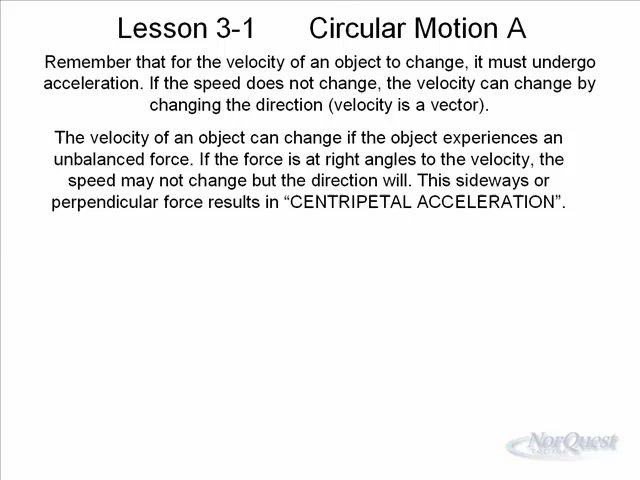 Lesson 3-1 Circular Motion A
Remember that for the velocity of an object to change, it must undergo
acceleration. If the speed does not change, the velocity can change by
changing the direction (velocity is a vector).
The velocity of an object can change if the object experiences an
unbalanced force. If the force is at right angles to the velocity, the
speed may not change but the direction will. This sideways or
perpendicular force results in “CENTRIPETAL ACCELERATION”.
NorQuest
COLLEGE